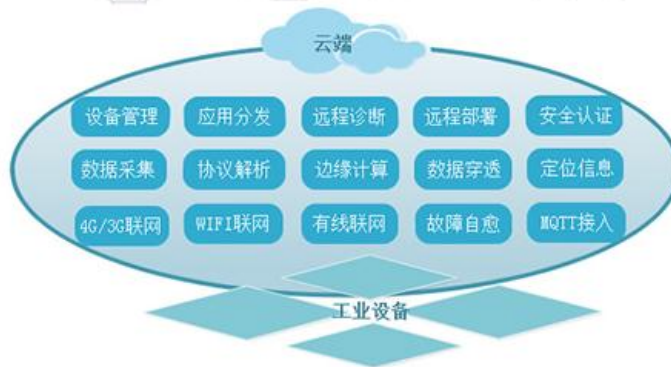 云端
设备管理 应用分发 远程诊断 远程部署 安全认证
数据采集 协议解析 边缘计算 数据穿透 定位信息
4G/3G联网 WIFI联网 有线联网 故障自愈 MQTT接入
工业设备